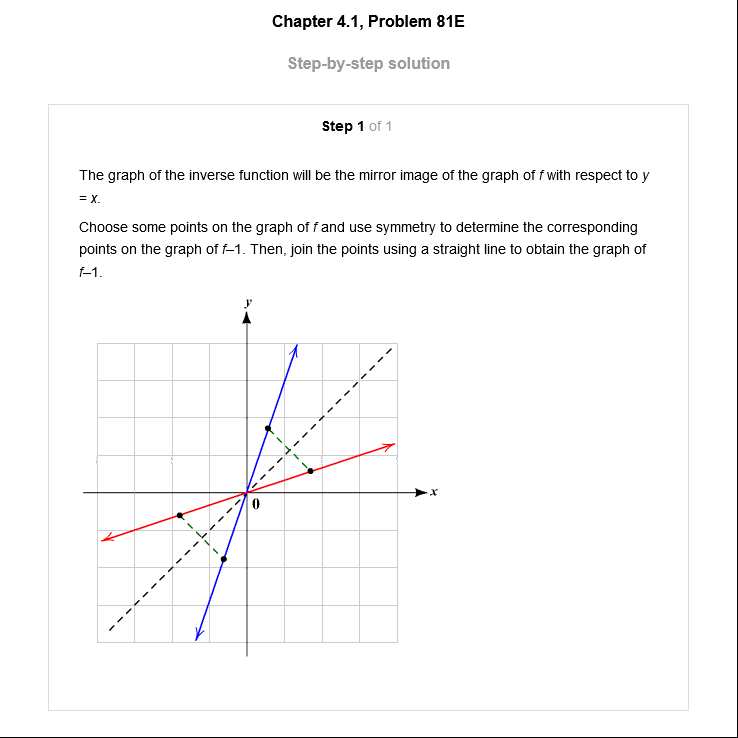 Chapter 4.1, Problem 81E
Step-by-step solution
Step 1 of 1
The graph of the inverse function will be the mirror image of the graph of f with respect to y
= x.
Choose some points on the graph of f and use symmetry to determine the corresponding
points on the graph of f–1. Then, join the points using a straight line to obtain the graph of
f–1.
y
x
0